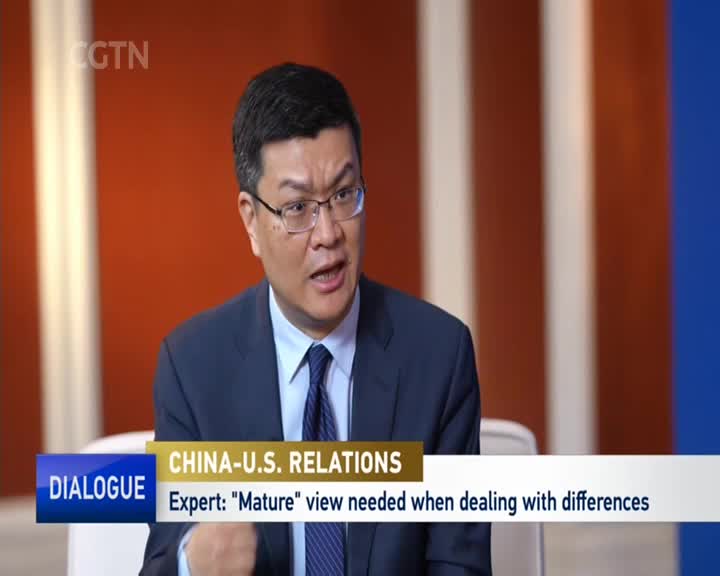 CGTN
CHINA-U.S. RELATIONS
DIALOGUE
Expert: "Mature" view needed when dealing with differences